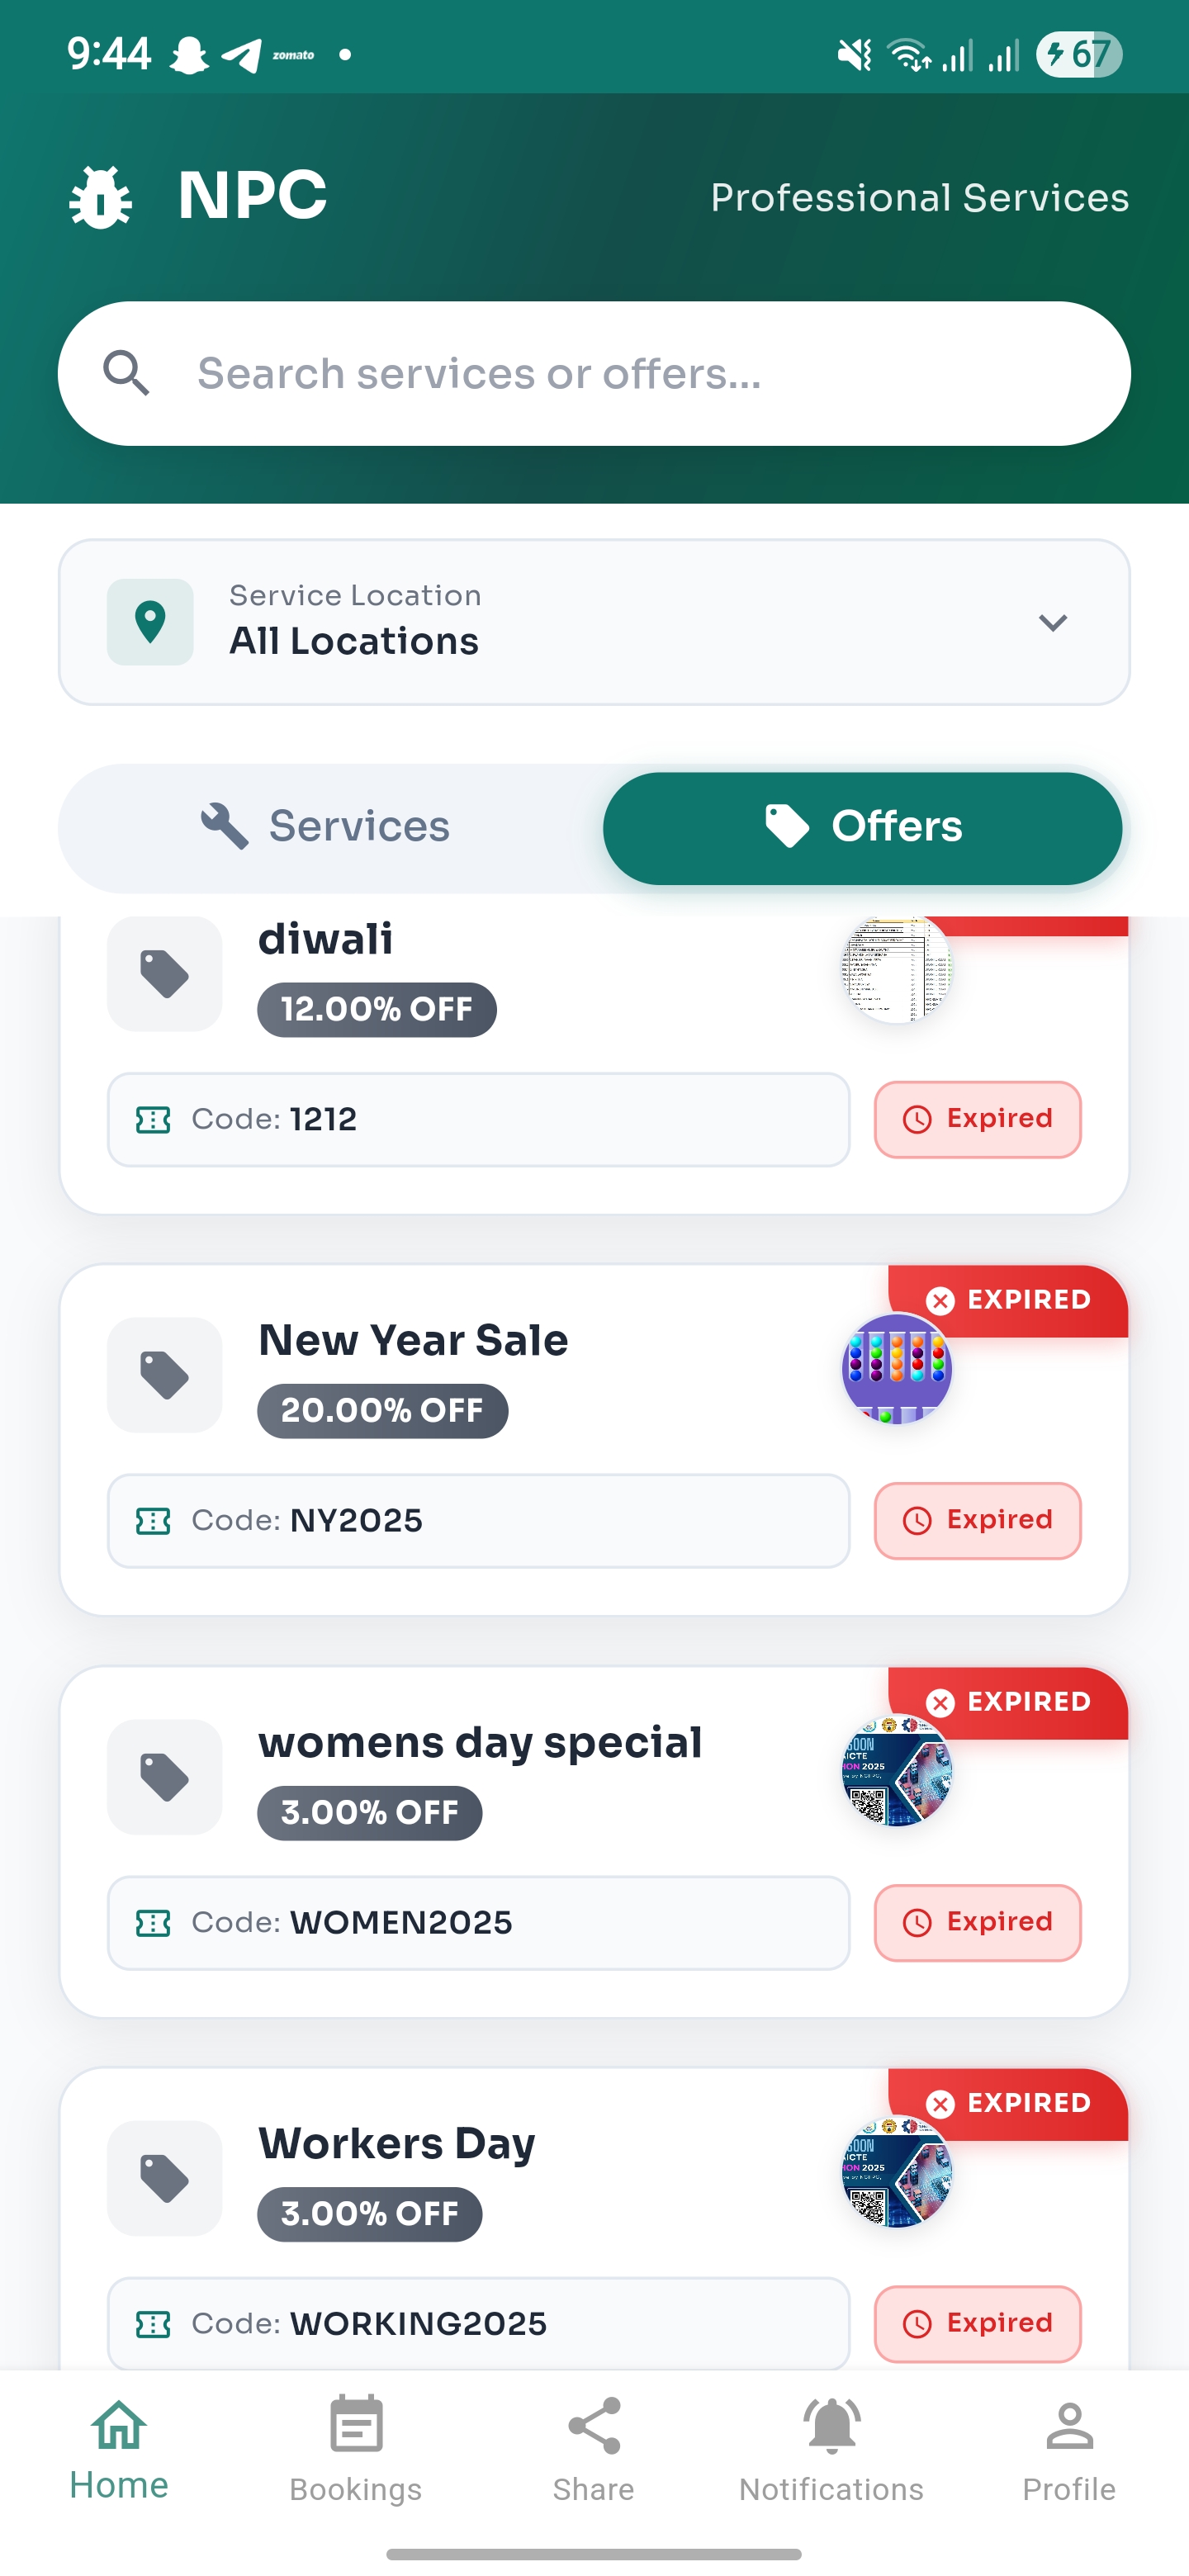 9:44 zomato 67
NPC Professional Services
Search services or offers...
Service Location
All Locations
Services Offers
diwali
12.00% OFF
Code: 1212 Expired
EXPIRED
New Year Sale
20.00% OFF
Code: NY2025 Expired
EXPIRED
womens day special
3.00% OFF
Code: WOMEN2025 Expired
EXPIRED
Workers Day
3.00% OFF
Code: WORKING2025 Expired
Home Bookings Share Notifications Profile